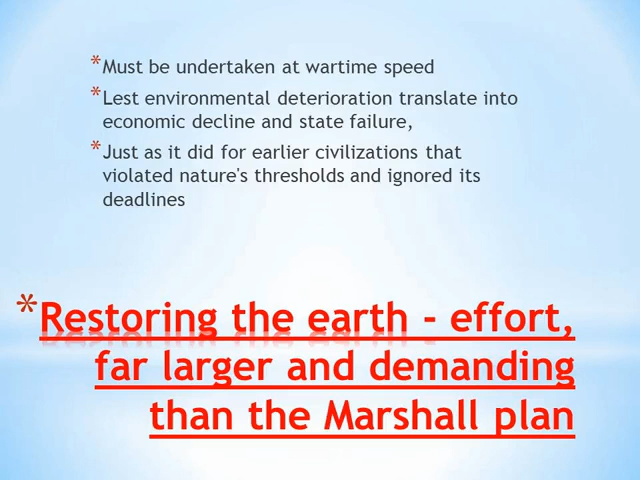 *Must be undertaken at wartime speed
*Lest environmental deterioration translate into
economic decline and state failure,
*Just as it did for earlier civilizations that
violated nature's thresholds and ignored its
deadlines
*Restoring the earth - effort,
far larger and demanding
than the Marshall plan